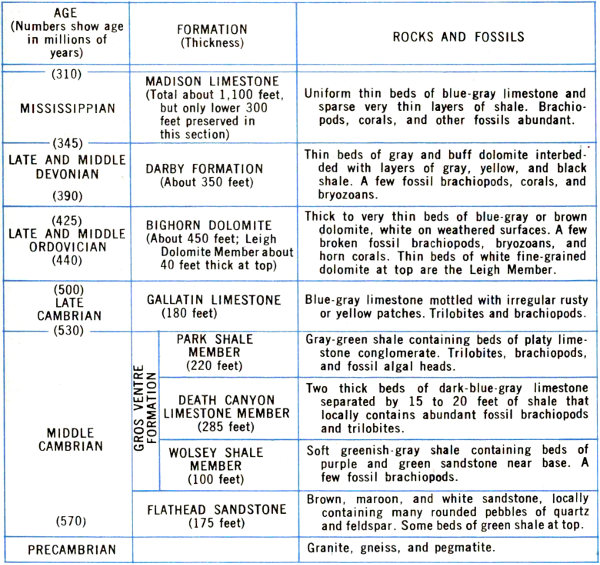 AGE
(Numbers show age
in millions of
years)
FORMATION
(Thickness)
ROCKS AND FOSSILS
(310)
MISSISSIPPIAN
(345)
MADISON LIMESTONE
(Total about 1,100 feet,
but only lower 300
feet preserved in
this section)
Uniform thin beds of blue-gray limestone and
sparse very thin layers of shale. Brachio-
pods, corals, and other fossils abundant.
LATE AND MIDDLE
DEVONIAN
(390)
DARBY FORMATION
(About 350 feet)
Thin beds of gray and buff dolomite interbed-
ded with layers of gray, yellow, and black
shale. A few fossil brachiopods, corals, and
bryozoans.
(425)
LATE AND MIDDLE
ORDOVICIAN
(440)
BIGHORN DOLOMITE
(About 450 feet; Leigh
Dolomite Member about
40 feet thick at top)
Thick to very thin beds of blue-gray or brown
dolomite, white on weathered surfaces. A few
broken fossil brachiopods, bryozoans, and
horn corals. Thin beds of white fine-grained
dolomite at top are the Leigh Member.
(500)
LATE
CAMBRIAN
(530)
GALLATIN LIMESTONE
(180 feet)
Blue-gray limestone mottled with irregular rusty
or yellow patches. Trilobites and brachiopods.
MIDDLE
CAMBRIAN
(570)
GROS VENTRE
FORMATION
PARK SHALE
MEMBER
(220 feet)
Gray-green shale containing beds of platy lime-
stone conglomerate. Trilobites, brachiopods,
and fossil algal heads.
DEATH CANYON
LIMESTONE MEMBER
(285 feet)
Two thick beds of dark-blue-gray limestone
separated by 15 to 20 feet of shale that
locally contains abundant fossil brachiopods
and trilobites.
WOLSEY SHALE
MEMBER
(100 feet)
Soft greenish-gray shale containing beds of
purple and green sandstone near base. A
few fossil brachiopods.
FLATHEAD SANDSTONE
(175 feet)
Brown, maroon, and white sandstone, locally
containing many rounded pebbles of quartz
and feldspar. Some beds of green shale at top.
PRECAMBRIAN
Granite, gneiss, and pegmatite.